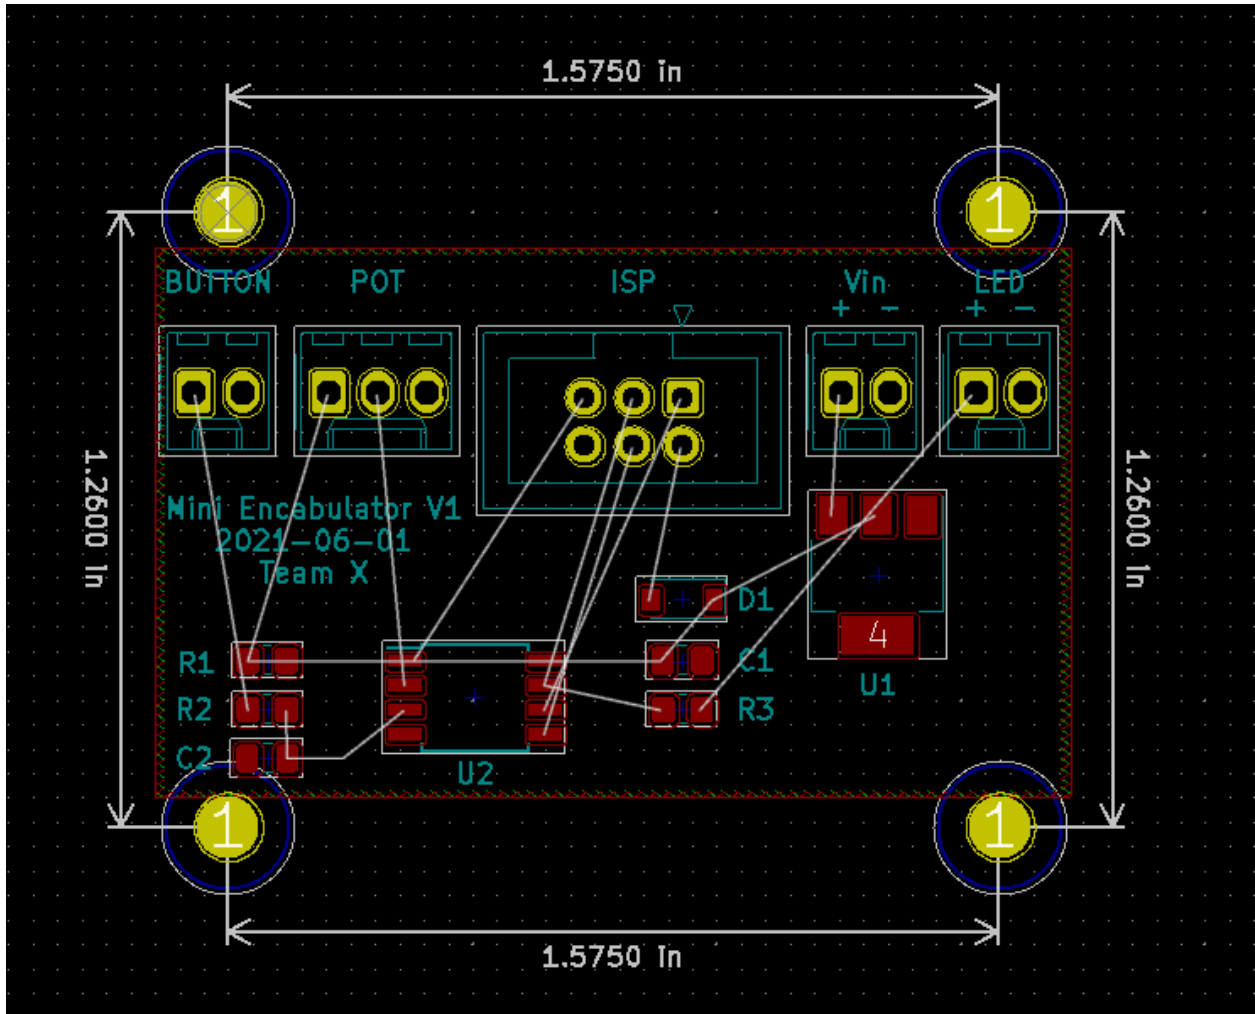 1.5750 in
1
1
BUTTON
POT
ISP
Vin
LED
+ -
+ -
1.2600 in
1.2600 in
Mini Encabulator V1
2021-06-01
Team X
D1
4
R1
C1
U1
R2
R3
C2
U2
1
1
1.5750 in